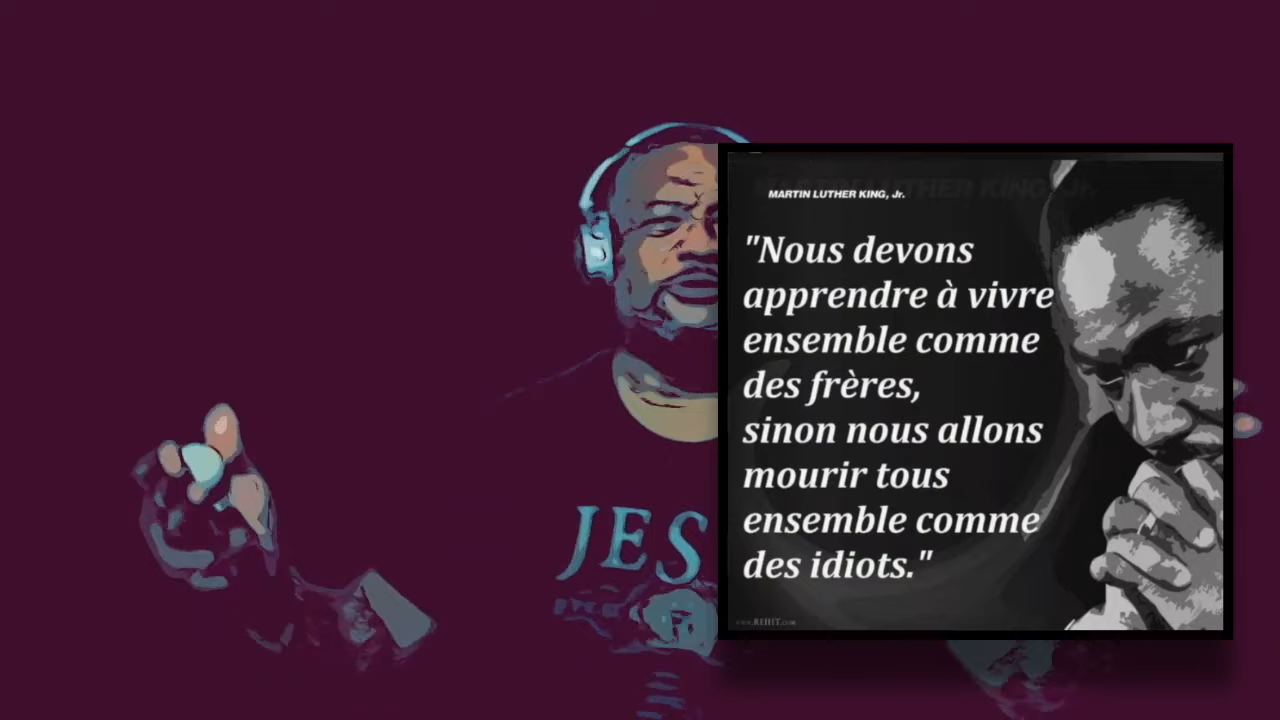 MARTIN LUTHER KING, Jr.
"Nous devons
apprendre à vivre
ensemble comme
des frères,
sinon nous allons
mourir tous
ensemble comme
des idiots."
JES